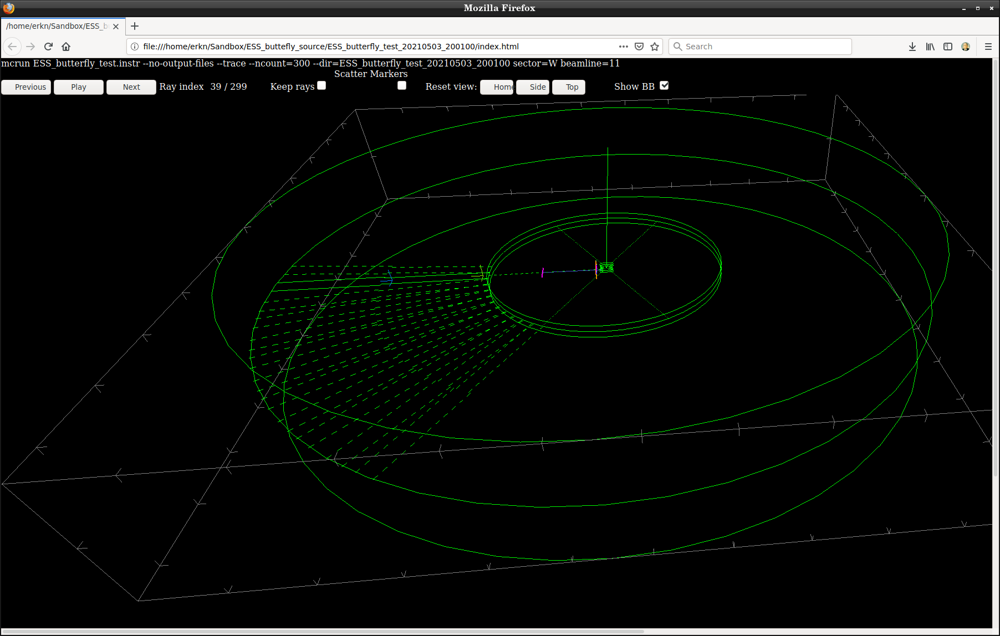 Mozilla Firefox
/home/erkn/Sandbox/ESS_b
file:///home/erkn/Sandbox/ESS_buttefly_source/ESS_butterfly_test_20210503_200100/index.html
Search
mcrun ESS_butterfly_test.instr --no-output-files --trace --ncount=300 --dir=ESS_butterfly_test_20210503_200100 sector=W beamline=11
Scatter Markers
Previous Play Next Ray index 39 / 299 Keep rays Reset view: Home Side Top Show BB